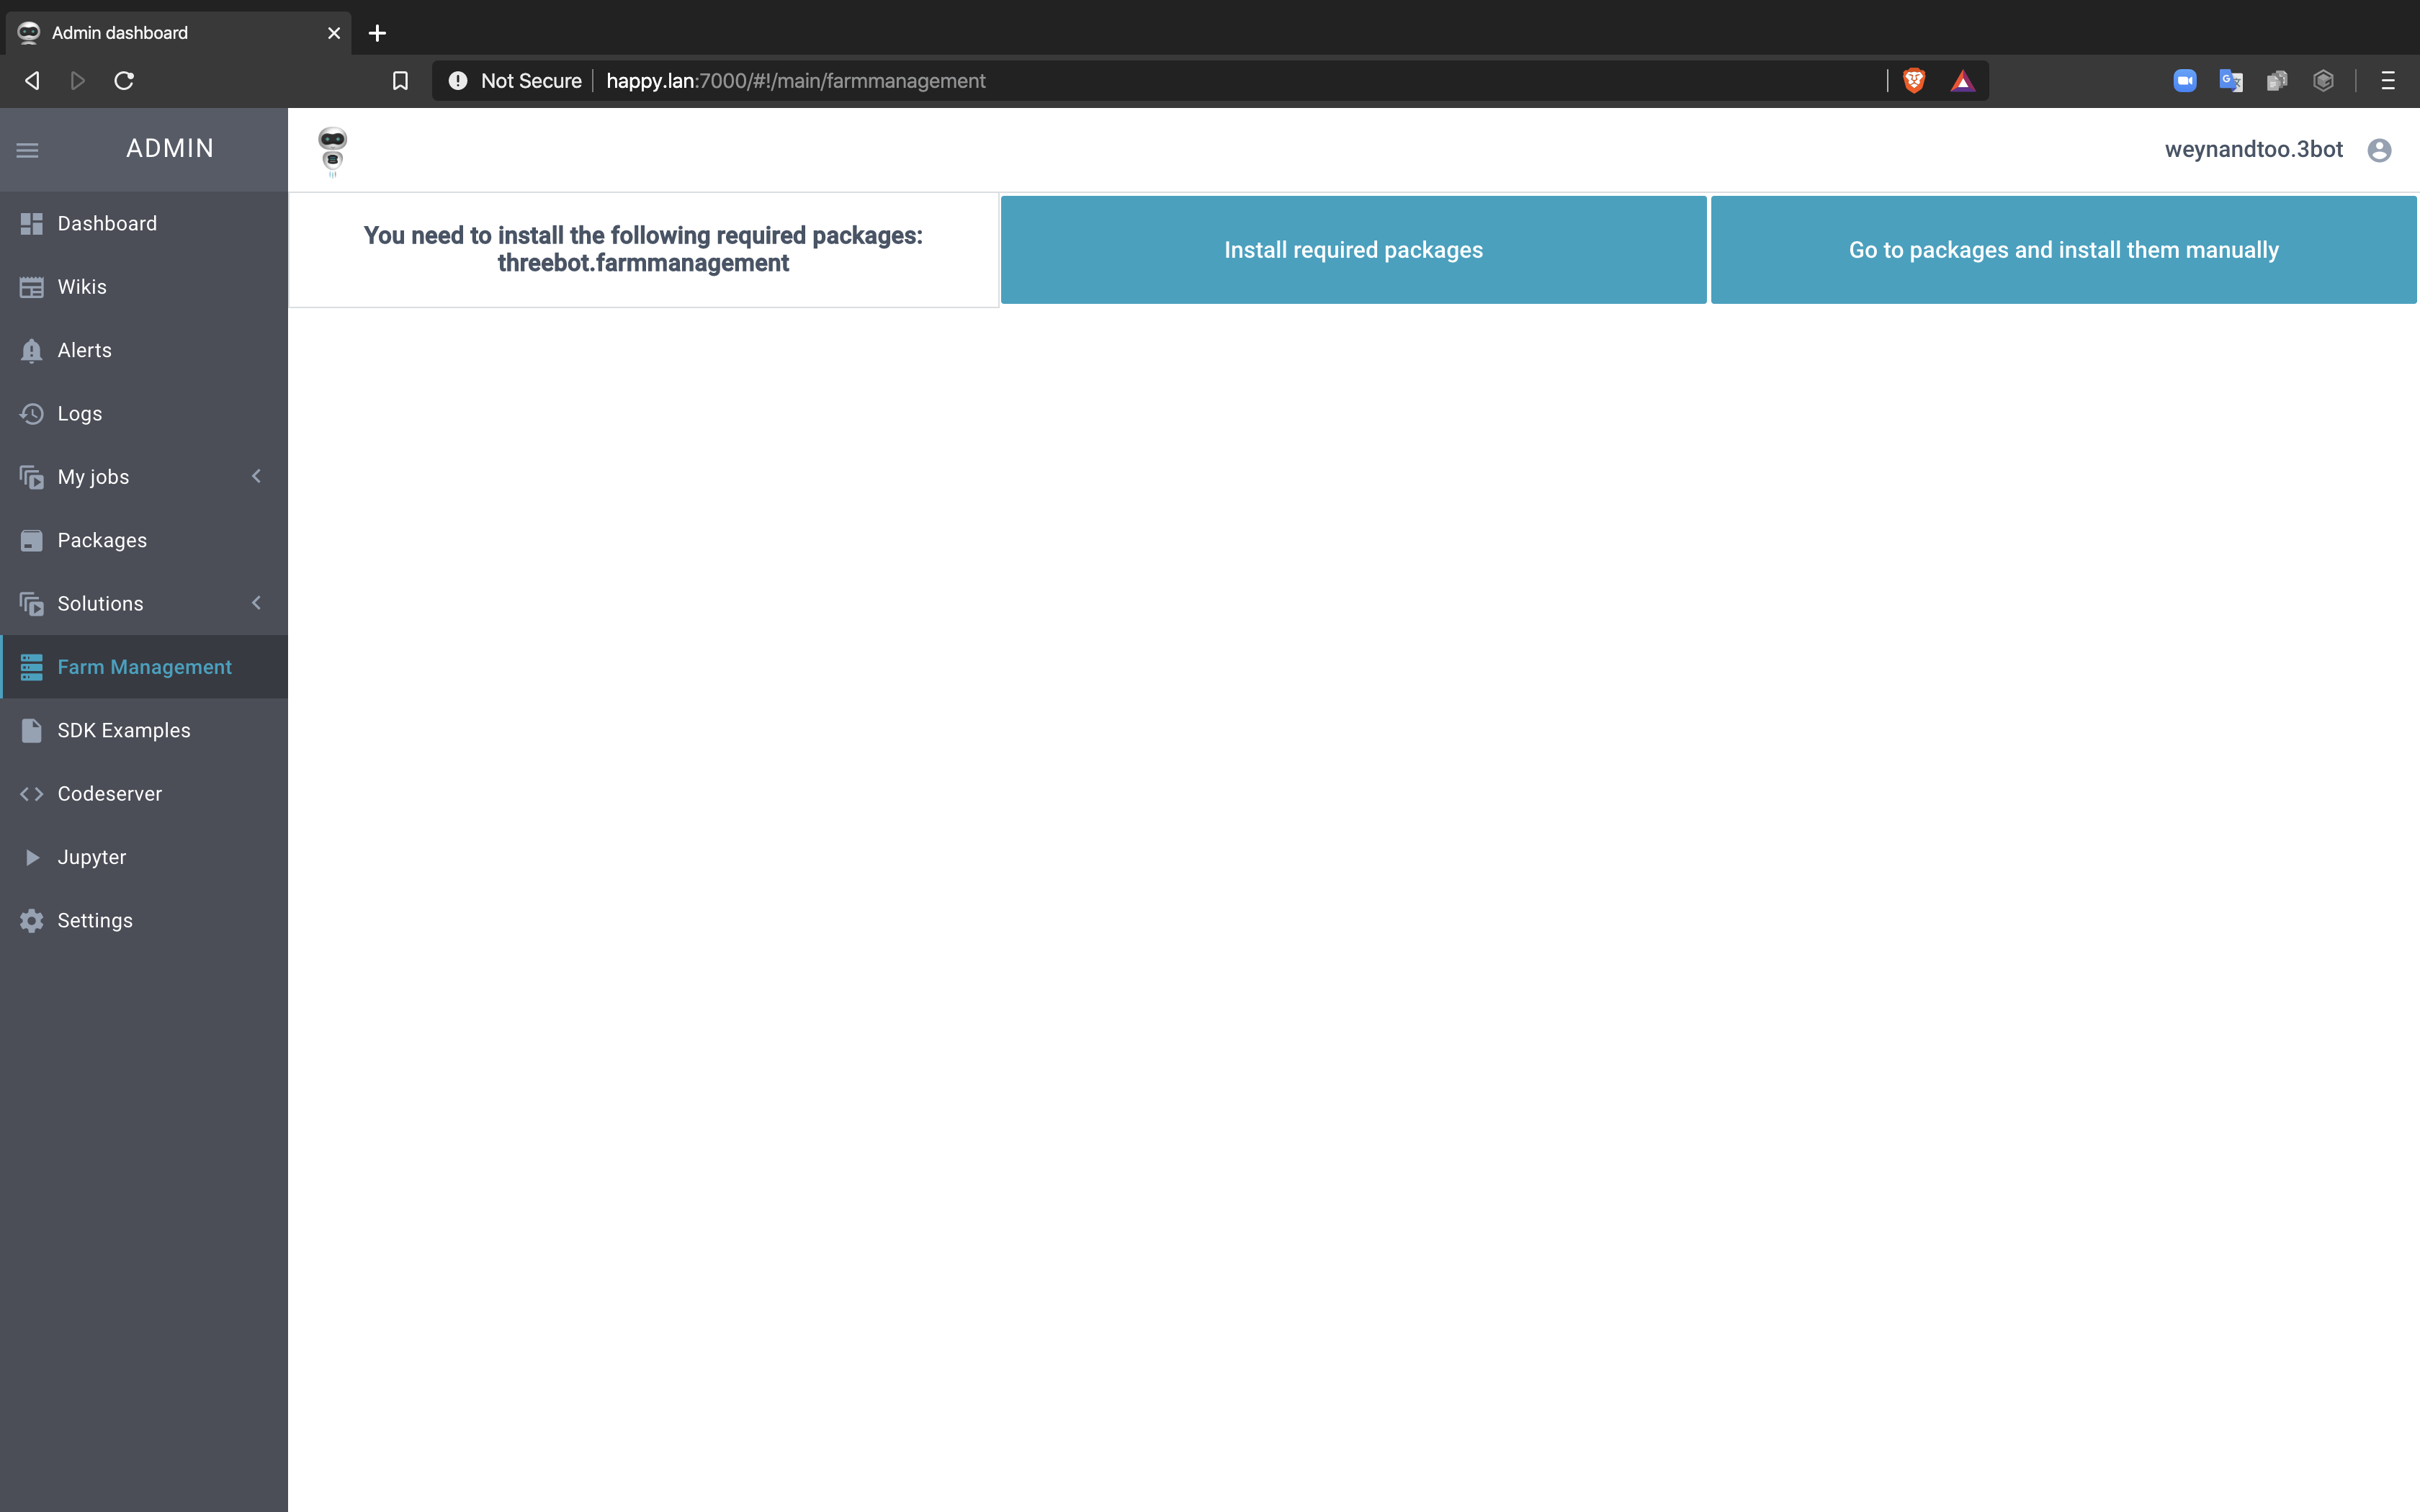 Admin dashboard
Not Secure
happy.lan:7000/#!/main/farmmanagement
ADMIN
weynandtoo.3bot
Dashboard
Wikis
Alerts
Logs
My jobs
Packages
Solutions
Farm Management
SDK Examples
Codeserver
Jupyter
Settings
You need to install the following required packages:
threebot.farmmanagement
Install required packages
Go to packages and install them manually